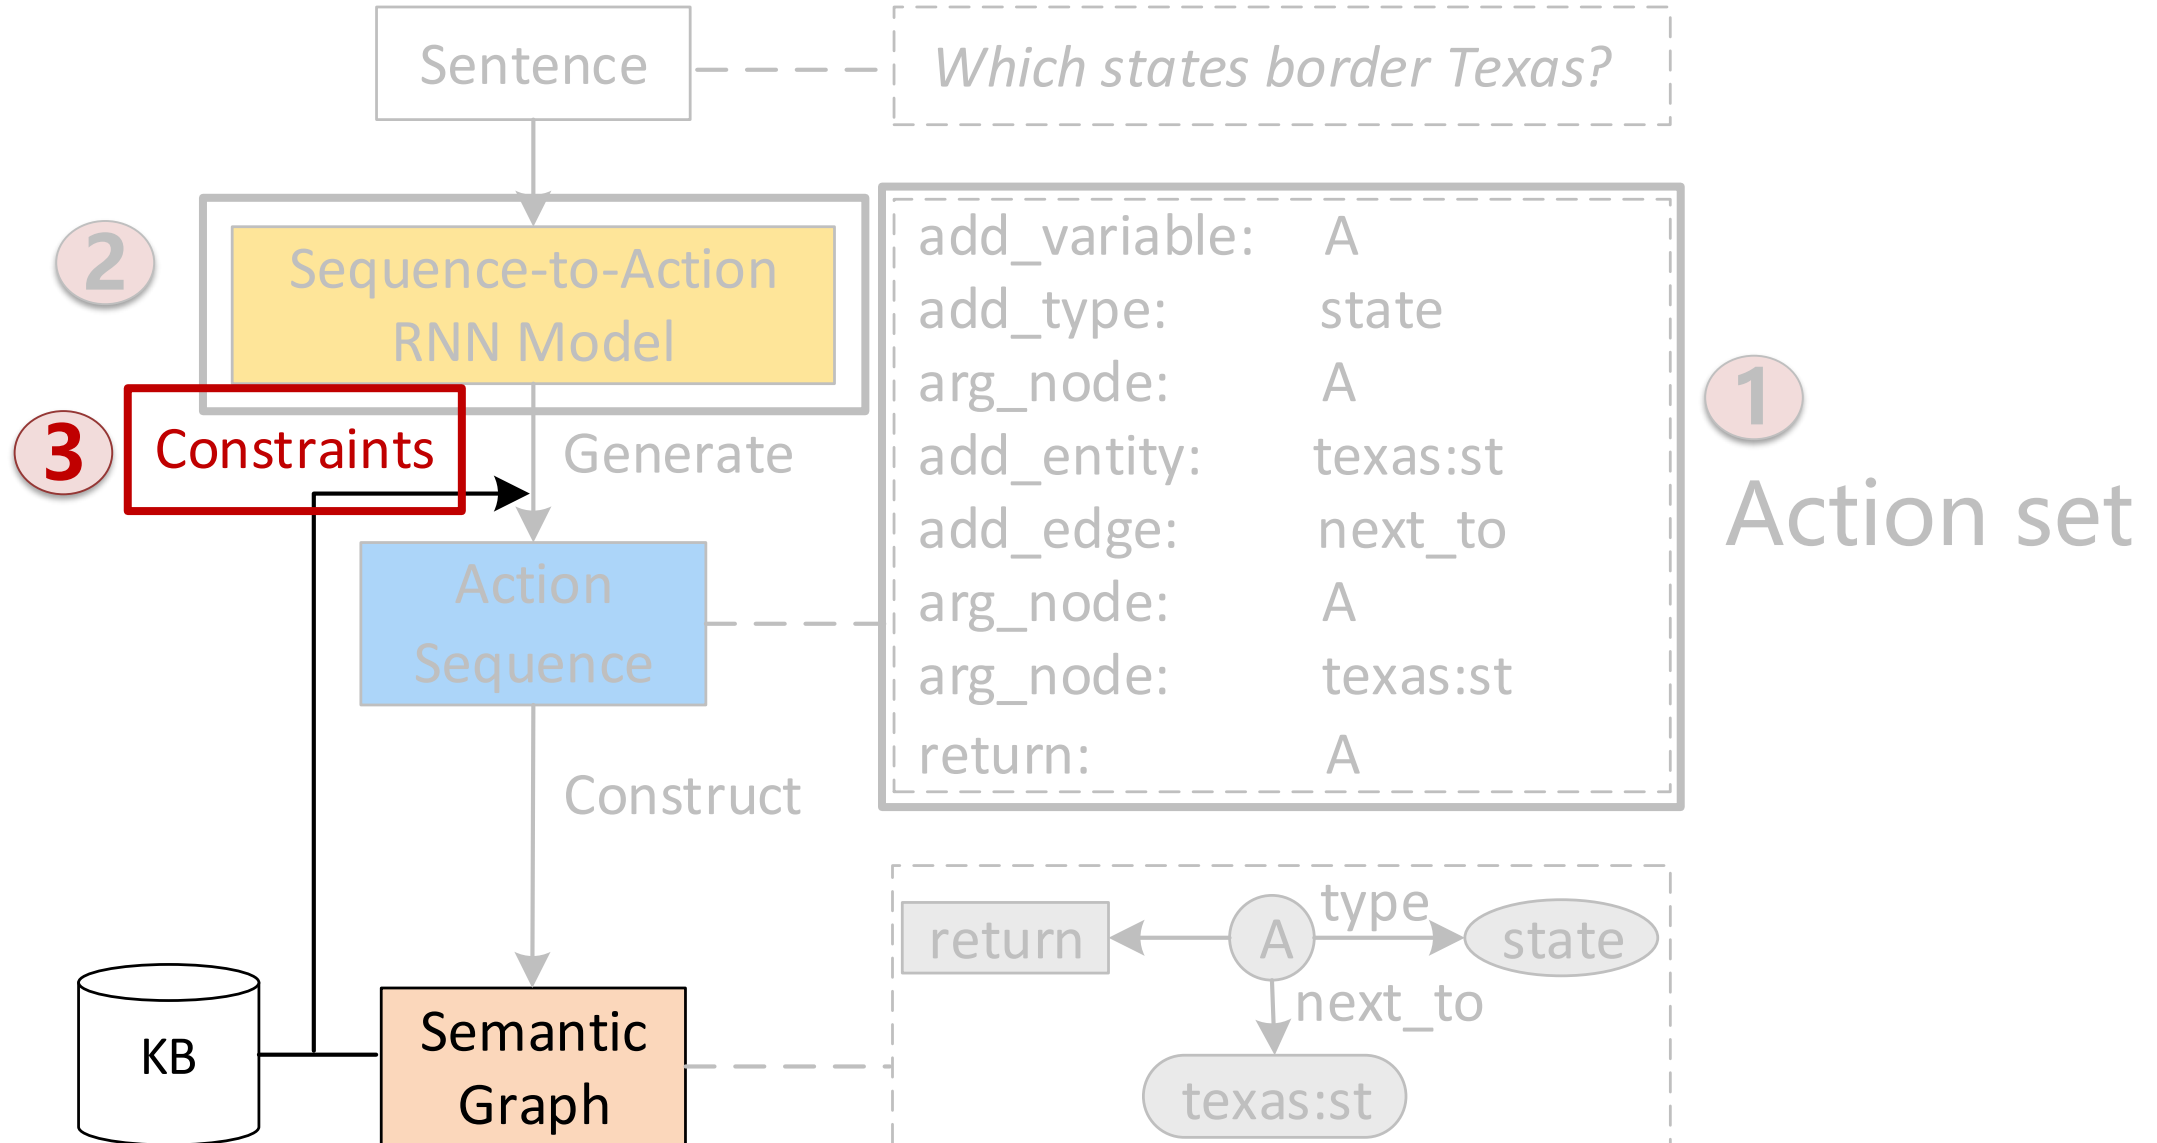 Sentence
Which states border Texas?
2
Sequence-to-Action
RNN Model
3
Constraints
Generate
Action
Sequence
Construct
KB
Semantic
Graph
add_variable: A
add_type: state
arg_node: A
add_entity: texas:st
add_edge: next_to
arg_node: A
arg_node: texas:st
return: A
1
Action set
return
A
type
state
next_to
texas:st